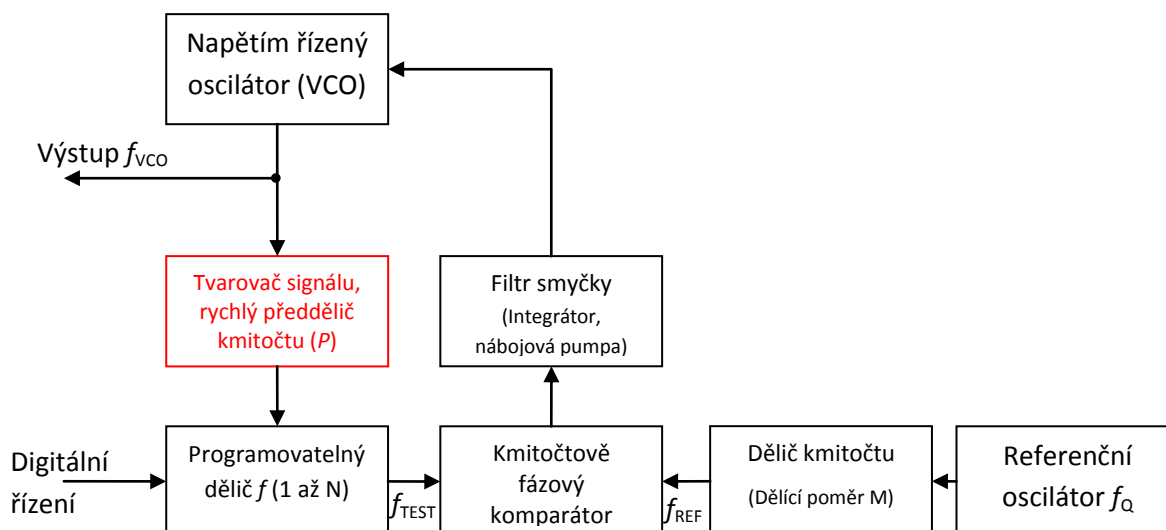 Napětím řízený
oscilátor (VCO)
Výstup fVCO
Tvarovač signálu,
rychlý předdělič
kmitočtu (P)
Filtr smyčky
(Integrátor,
nábojová pumpa)
Digitální
řízení
Programovatelný
dělič f (1 až N)
fTEST
Kmitočtově
fázový
komparátor
fREF
Dělič kmitočtu
(Dělící poměr M)
Referenční
oscilátor fQ